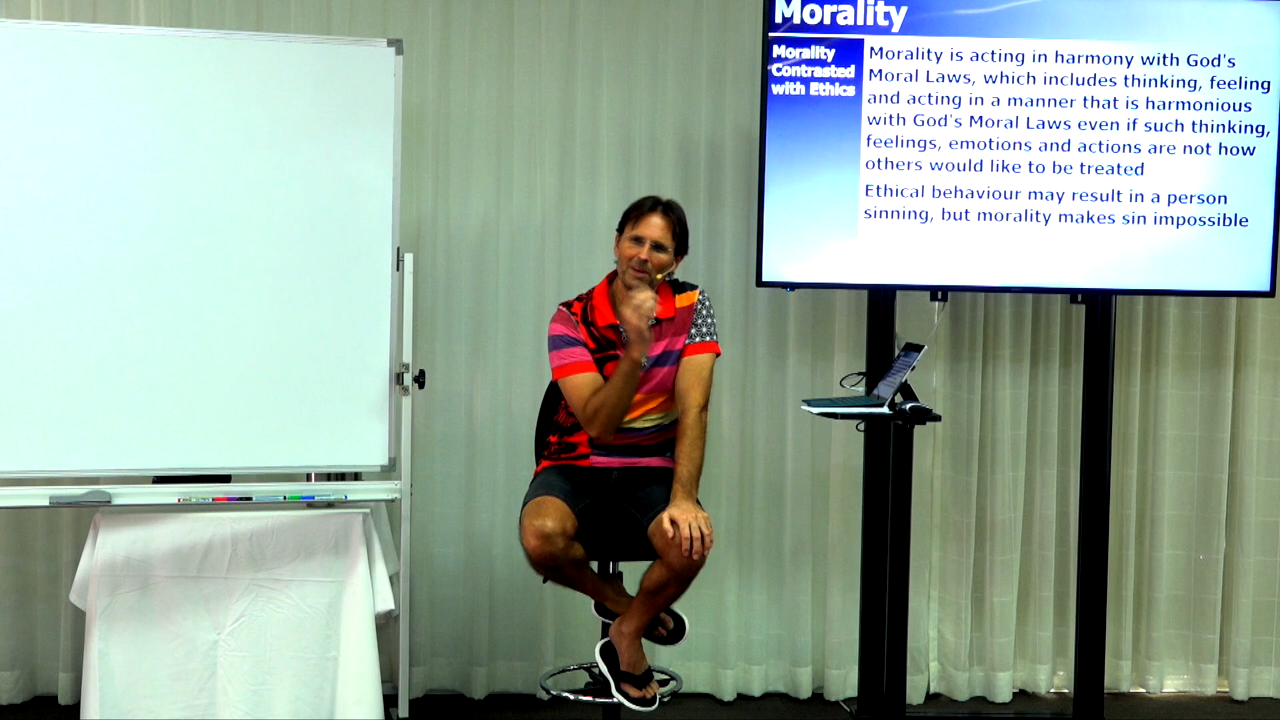 Morality
Morality
Contrasted
with Ethics
Morality is acting in harmony with God's
Moral Laws, which includes thinking, feeling
and acting in a manner that is harmonious
with God's Moral Laws even if such thinking,
feelings, emotions and actions are not how
others would like to be treated
Ethical behaviour may result in a person
sinning, but morality makes sin impossible